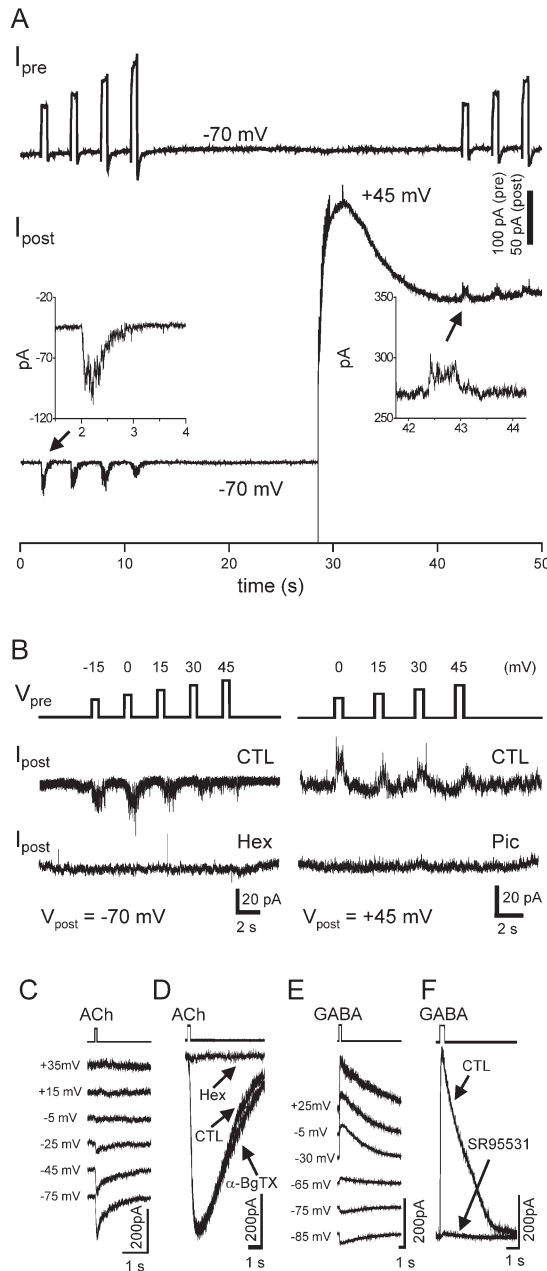 A
Ipre
-70 mV
100 pA (pre)
50 pA (post)
Ipost
+45 mV
-20
-70
-120
pA
2 3 4
350
300
250
pA
42 43 44
-70 mV
0 10 20 30 40 50
time (s)
B
-15 0 15 30 45
0 15 30 45 (mV)
Vpre
Ipost
CTL
CTL
Ipost
Hex
Pic
20 pA
2 s
20 pA
2 s
Vpost = -70 mV
Vpost = +45 mV
C
ACh
+35mV
+15 mV
-5 mV
-25 mV
-45 mV
-75 mV
200pA
1 s
D
ACh
Hex
CTL
α-BgTX
200pA
1 s
E
GABA
+25mV
-5 mV
-30 mV
-65 mV
-75 mV
-85 mV
200pA
1 s
F
GABA
CTL
SR95531
200pA
1 s